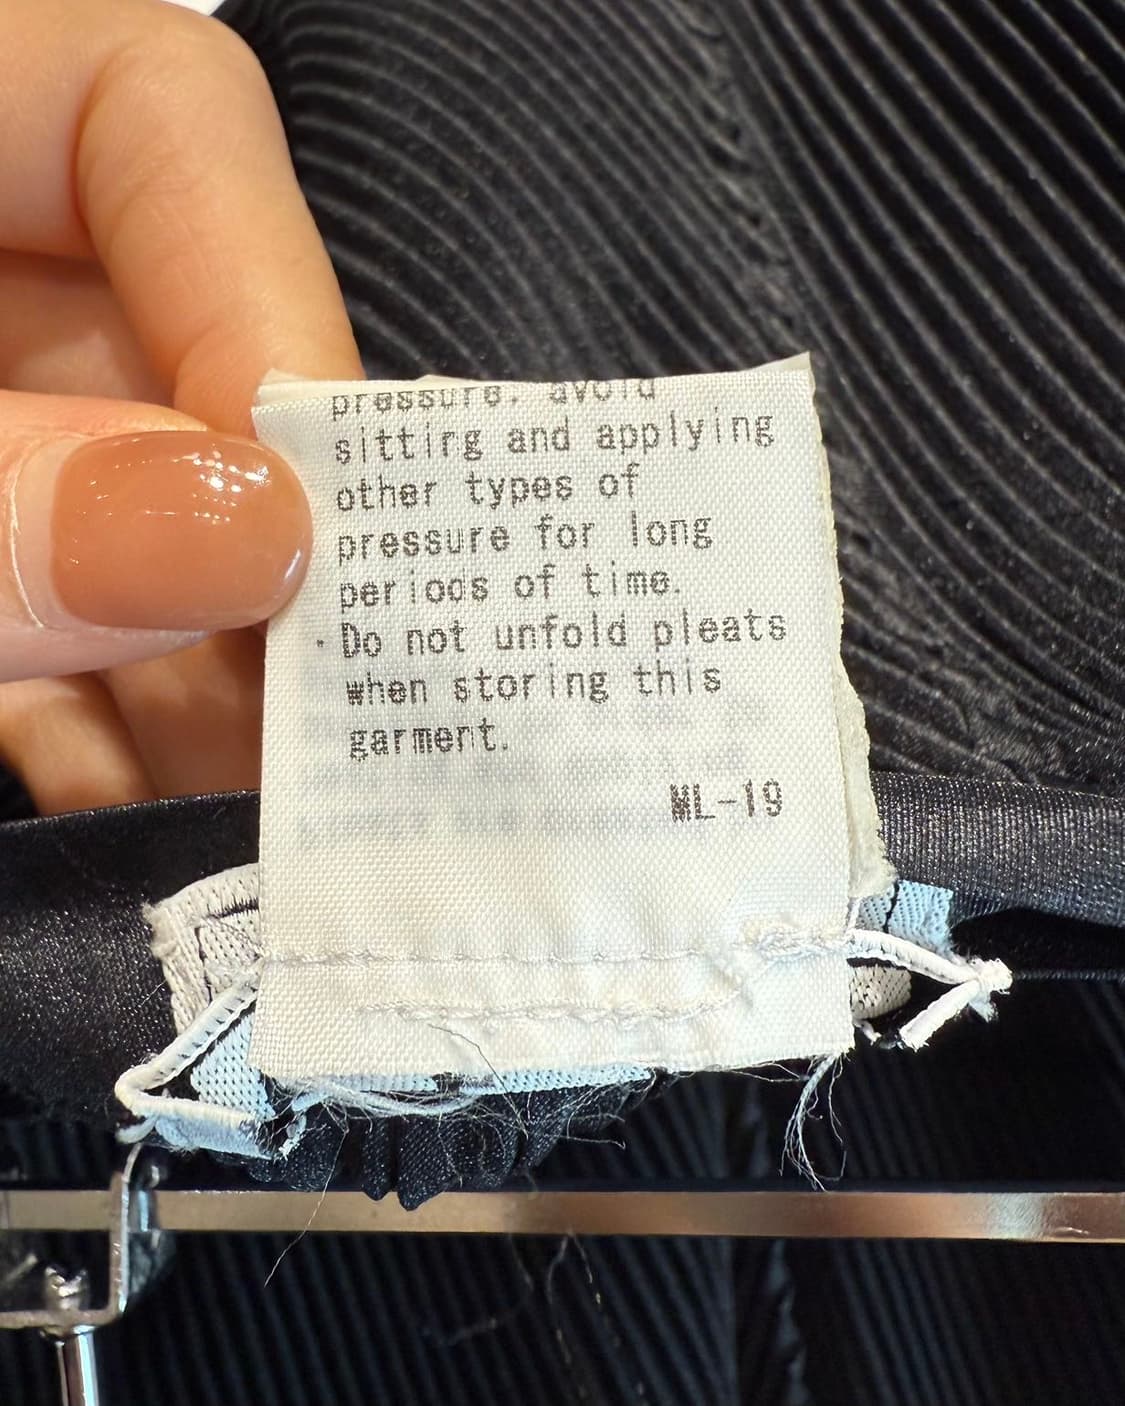 pressure. avoid
sitting and applying
other types of
pressure for long
periods of time.
・Do not unfold pleats
when storing this
garment.
ML-19